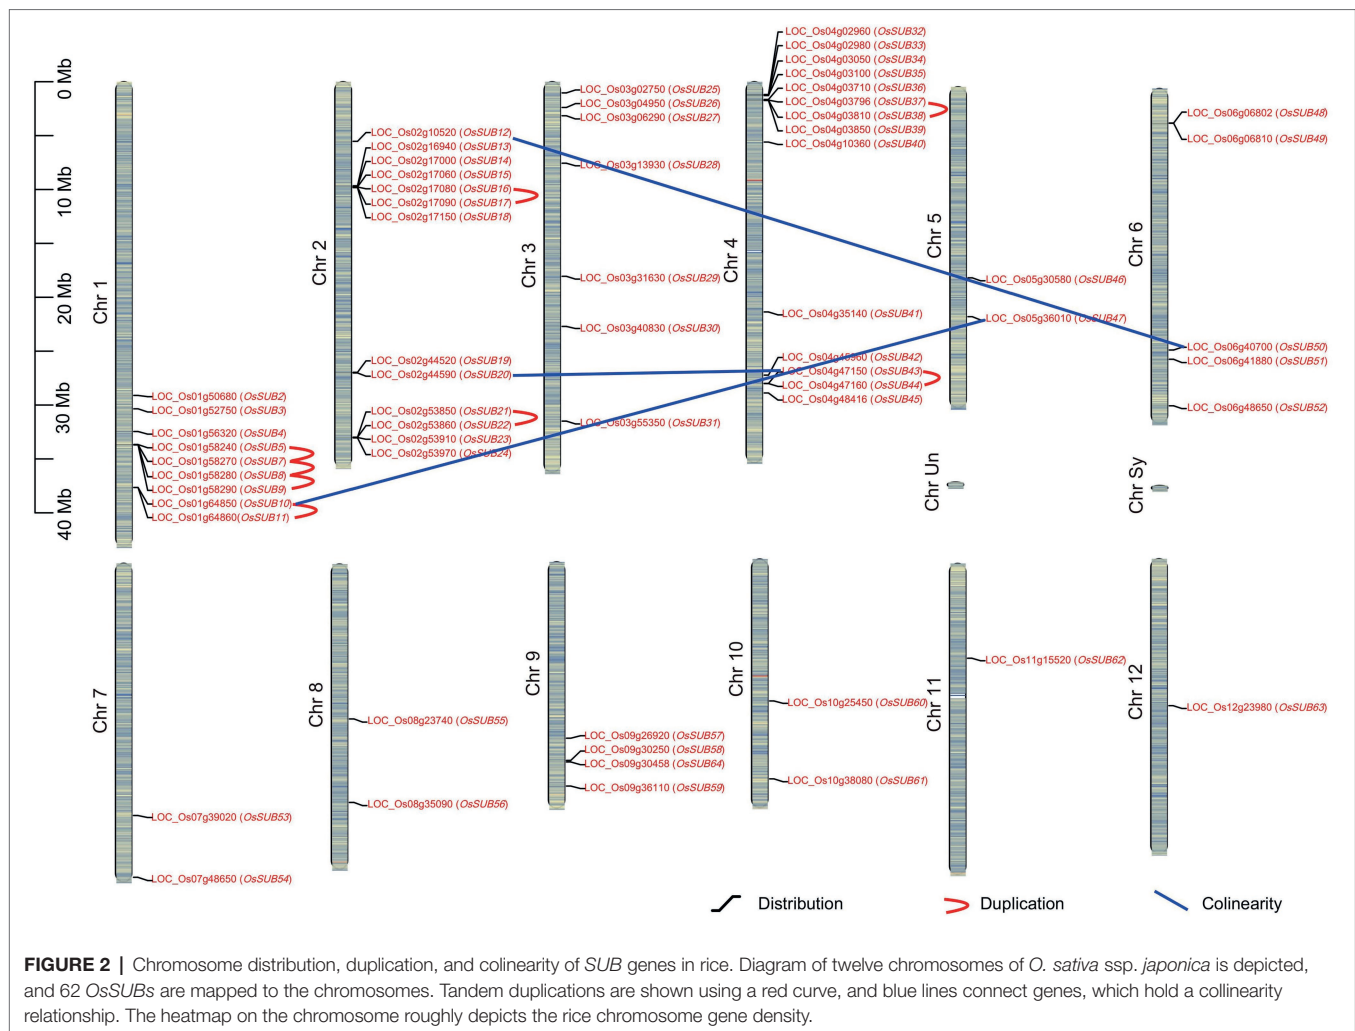 0 Mb
10 Mb
20 Mb
30 Mb
40 Mb
Chr 1
LOC_Os01g50680 (OsSUB2)
LOC_Os01g52750 (OsSUB3)
LOC_Os01g56320 (OsSUB4)
LOC_Os01g58240 (OsSUB5)
LOC_Os01g58270 (OsSUB7)
LOC_Os01g58280 (OsSUB8)
LOC_Os01g58290 (OsSUB9)
LOC_Os01g64850 (OsSUB10)
LOC_Os01g64860(OsSUB11)
Chr 2
LOC_Os02g10520 (OsSUB12)
LOC_Os02g16940 (OsSUB13)
LOC_Os02g17000 (OsSUB14)
LOC_Os02g17060 (OsSUB15)
LOC_Os02g17080 (OsSUB16)
LOC_Os02g17090 (OsSUB17)
LOC_Os02g17150 (OsSUB18)
LOC_Os02g44520 (OsSUB19)
LOC_Os02g44590 (OsSUB20)
LOC_Os02g53850 (OsSUB21)
LOC_Os02g53860 (OsSUB22)
LOC_Os02g53910 (OsSUB23)
LOC_Os02g53970 (OsSUB24)
Chr 3
LOC_Os03g02750 (OsSUB25)
LOC_Os03g04950 (OsSUB26)
LOC_Os03g06290 (OsSUB27)
LOC_Os03g13930 (OsSUB28)
LOC_Os03g31630 (OsSUB29)
LOC_Os03g40830 (OsSUB30)
LOC_Os03g55350 (OsSUB31)
Chr 4
LOC_Os04g02960 (OsSUB32)
LOC_Os04g02980 (OsSUB33)
LOC_Os04g03050 (OsSUB34)
LOC_Os04g03100 (OsSUB35)
LOC_Os04g03710 (OsSUB36)
LOC_Os04g03796 (OsSUB37)
LOC_Os04g03810 (OsSUB38)
LOC_Os04g03850 (OsSUB39)
LOC_Os04g10360 (OsSUB40)
LOC_Os04g35140 (OsSUB41)
LOC_Os04g45960 (OsSUB42)
LOC_Os04g47150 (OsSUB43)
LOC_Os04g47160 (OsSUB44)
LOC_Os04g48416 (OsSUB45)
Chr 5
LOC_Os05g30580 (OsSUB46)
LOC_Os05g36010 (OsSUB47)
Chr 6
LOC_Os06g06802 (OsSUB48)
LOC_Os06g06810 (OsSUB49)
LOC_Os06g40700 (OsSUB50)
LOC_Os06g41880 (OsSUB51)
LOC_Os06g48650 (OsSUB52)
Chr Un
Chr Sy
Chr 7
LOC_Os07g39020 (OsSUB53)
LOC_Os07g48650 (OsSUB54)
Chr 8
LOC_Os08g23740 (OsSUB55)
LOC_Os08g35090 (OsSUB56)
Chr 9
LOC_Os09g26920 (OsSUB57)
LOC_Os09g30250 (OsSUB58)
LOC_Os09g30458 (OsSUB64)
LOC_Os09g36110 (OsSUB59)
Chr 10
LOC_Os10g25450 (OsSUB60)
LOC_Os10g38080 (OsSUB61)
Chr 11
LOC_Os11g15520 (OsSUB62)
Chr 12
LOC_Os12g23980 (OsSUB63)
Distribution
Duplication
Colinearity
FIGURE 2 | Chromosome distribution, duplication, and colinearity of SUB genes in rice. Diagram of twelve chromosomes of O. sativa ssp. japonica is depicted,
and 62 OsSUBs are mapped to the chromosomes. Tandem duplications are shown using a red curve, and blue lines connect genes, which hold a collinearity
relationship. The heatmap on the chromosome roughly depicts the rice chromosome gene density.